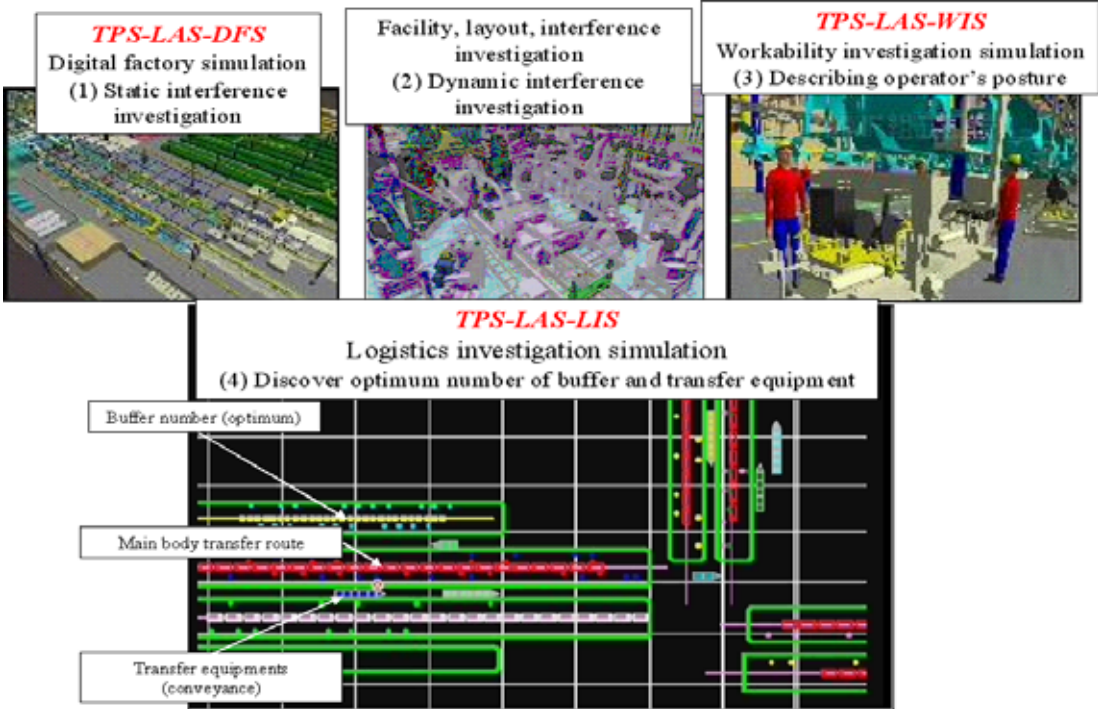 TPS-LAS-DFS
Digital factory simulation
(1) Static interference
investigation
Facility, layout, interference
investigation
(2) Dynamic interference
investigation
TPS-LAS-WIS
Workability investigation simulation
(3) Describing operator's posture
TPS-LAS-LIS
Logistics investigation simulation
(4) Discover optimum number of buffer and transfer equipment
Buffer number (optimum)
Main body transfer route
Transfer equipments
(conveyance)